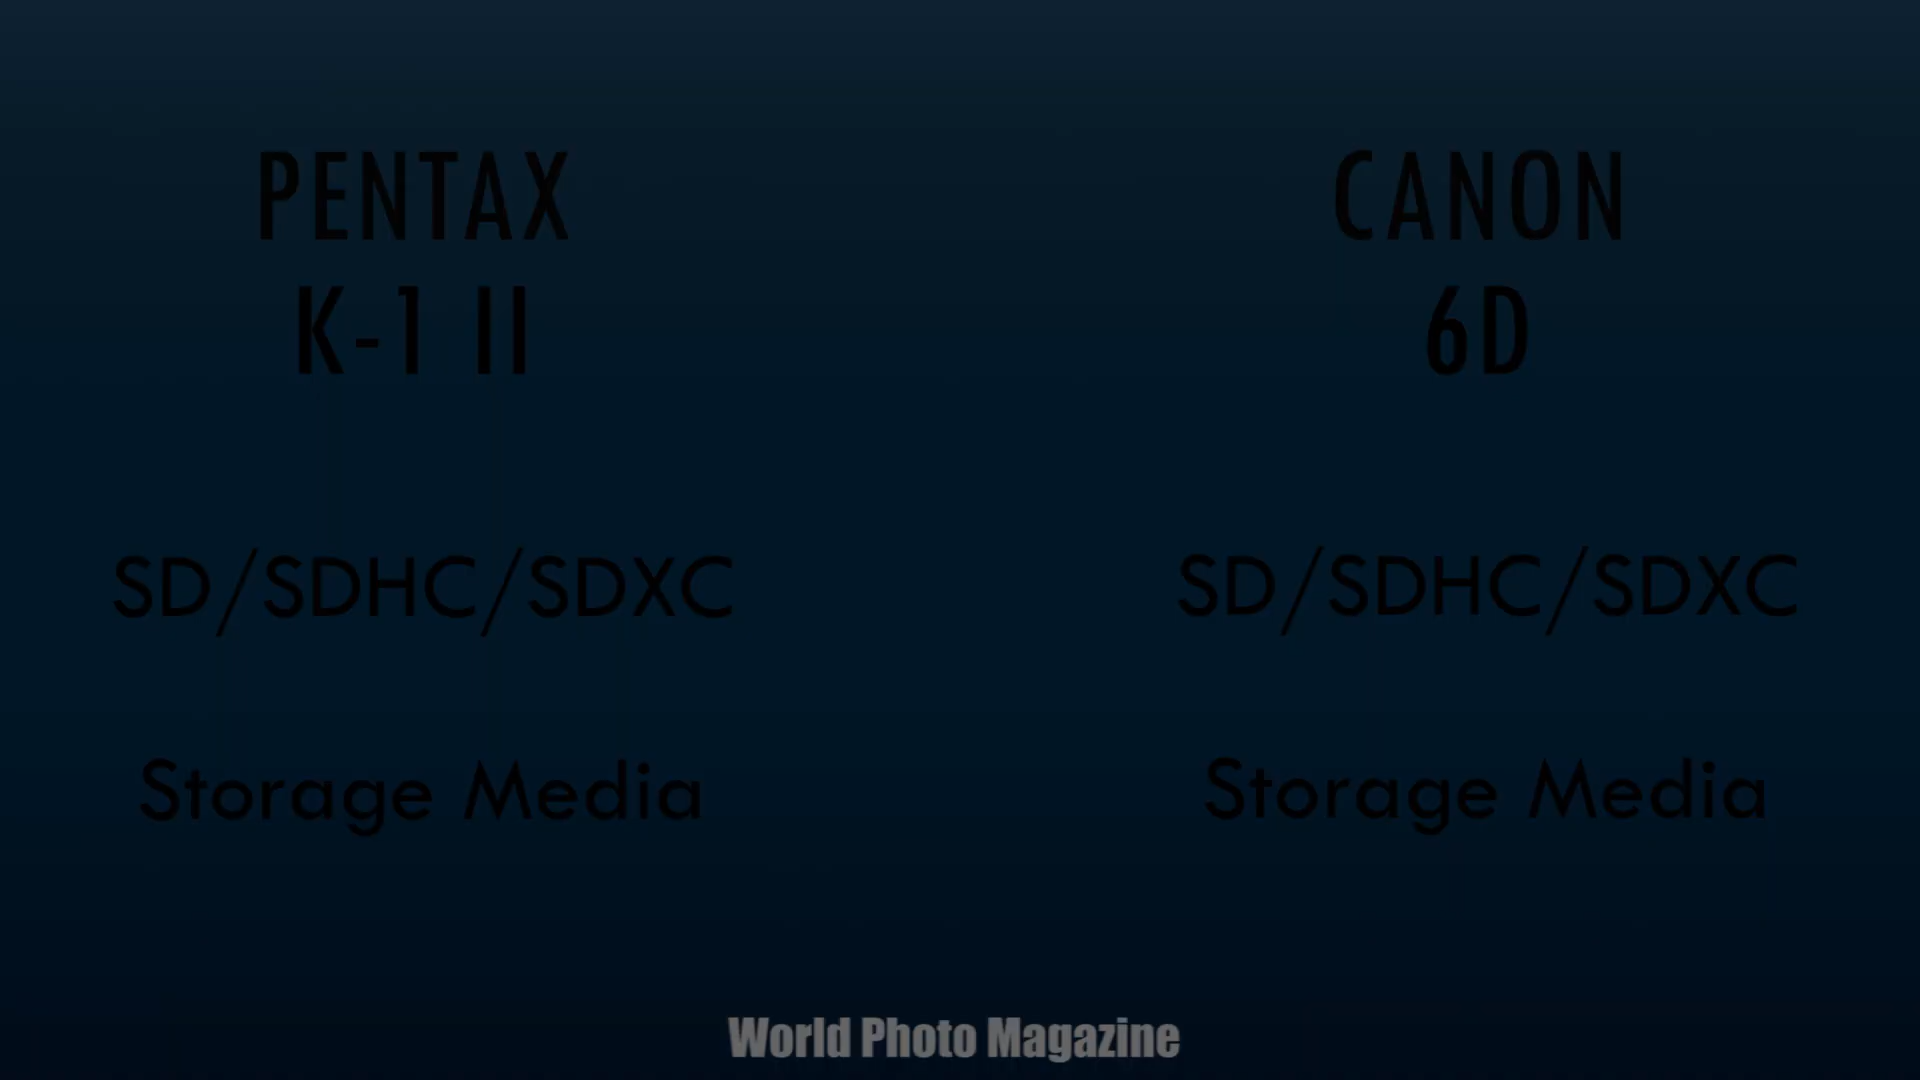 PENTAX
K-1 II
SD/SDHC/SDXC
Storage Media
CANON
6D
SD/SDHC/SDXC
Storage Media
World Photo Magazine